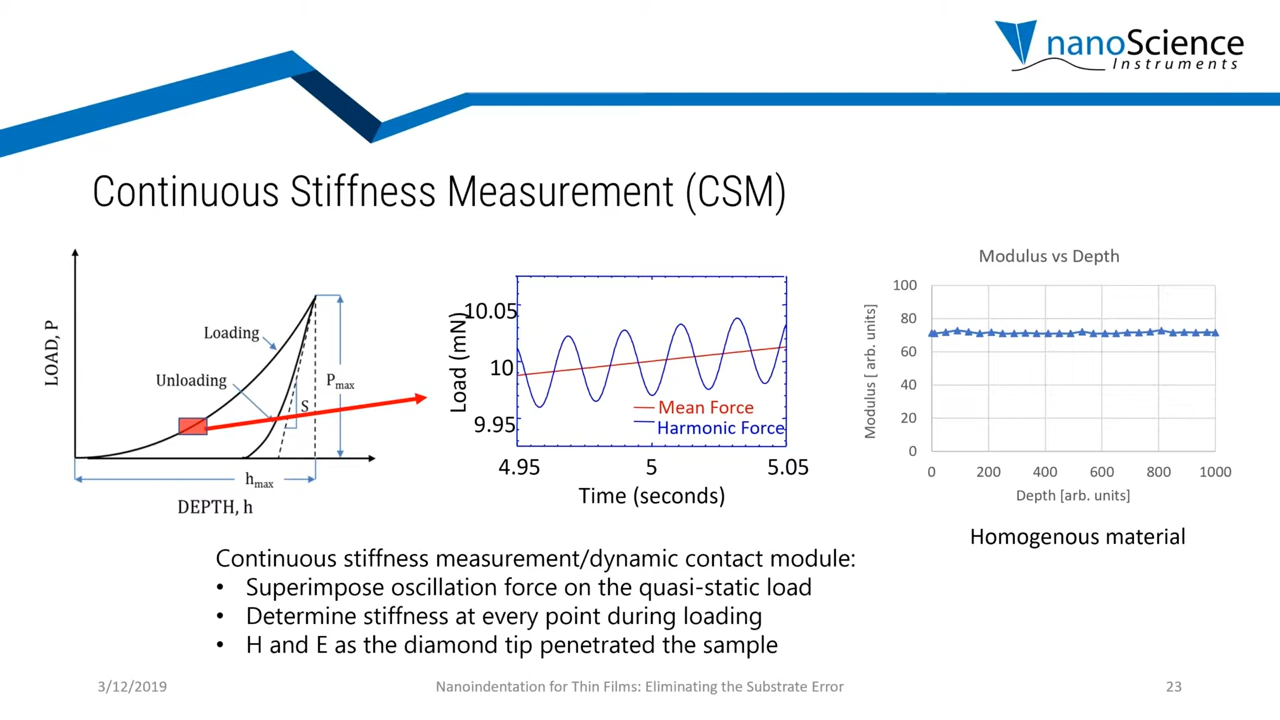 nanoScience
Instruments
Continuous Stiffness Measurement (CSM)
LOAD, P
Loading
Unloading
Pmax
S
hmax
DEPTH, h
Load (mN)
10.05
10
9.95
Mean Force
Harmonic Force
4.95 5 5.05
Time (seconds)
Modulus vs Depth
Modulus [ arb. units]
100
80
60
40
20
0
0 200 400 600 800 1000
Depth [arb. units]
Homogenous material
Continuous stiffness measurement/dynamic contact module:
• Superimpose oscillation force on the quasi-static load
• Determine stiffness at every point during loading
• H and E as the diamond tip penetrated the sample
3/12/2019
Nanoindentation for Thin Films: Eliminating the Substrate Error
23